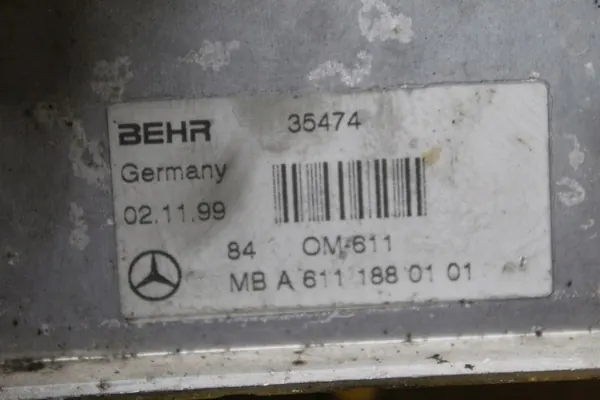 BEHR 35474
Germany
02.11.99
84 OM-611
MB A 611 188 01 01